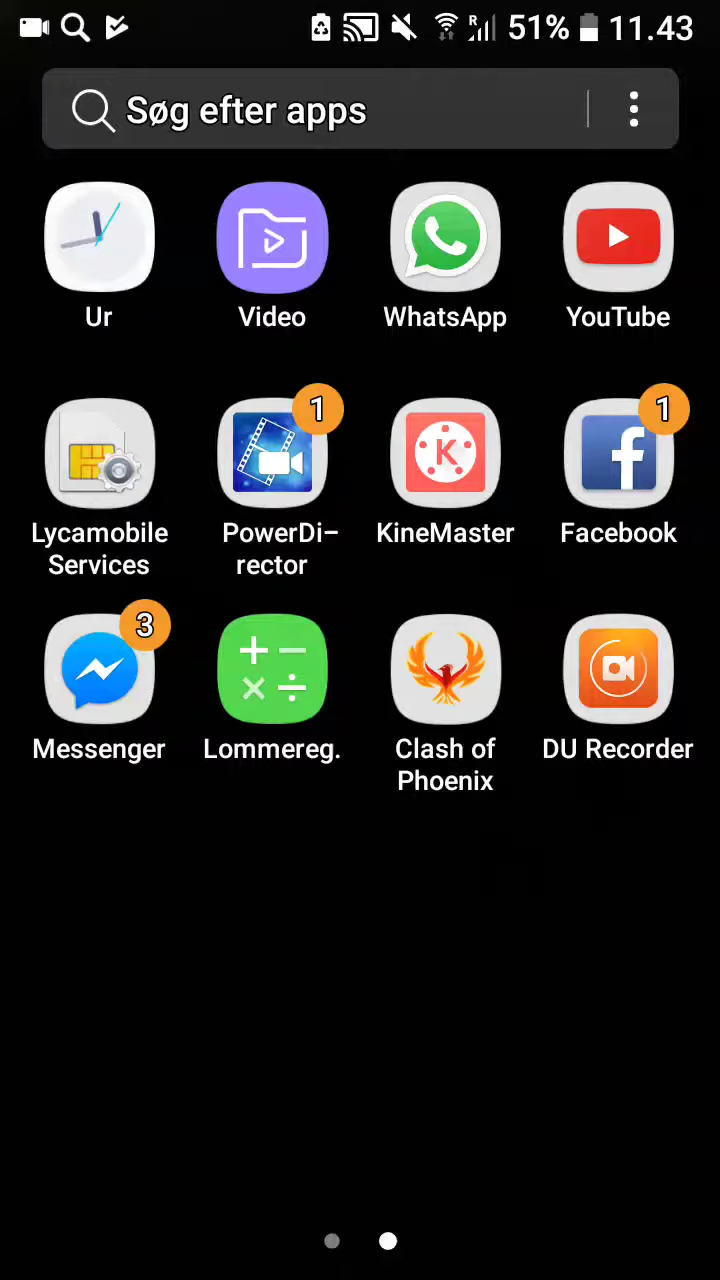 R 51% 11.43
Søg efter apps
Ur Video WhatsApp YouTube
1 1
K
f
Lycamobile PowerDi– KineMaster Facebook
Services rector
3
Messenger Lommereg. Clash of DU Recorder
Phoenix